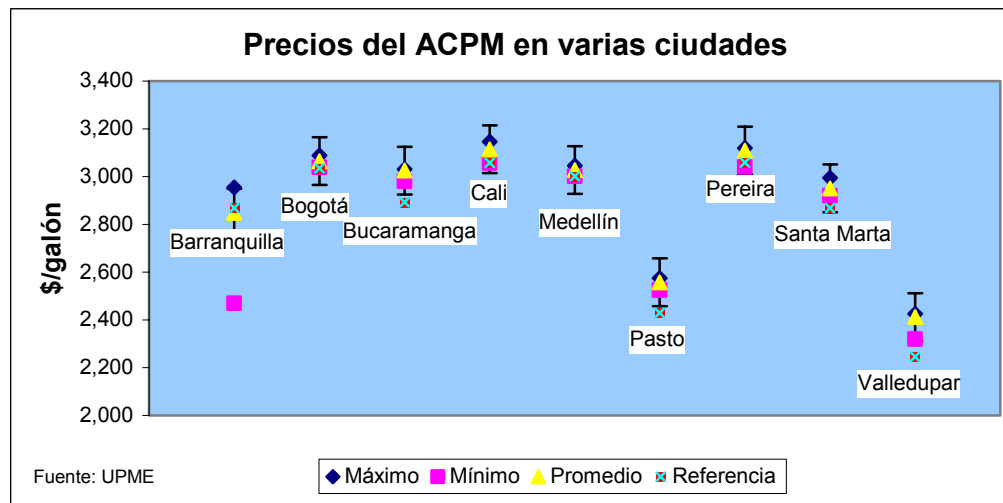 Precios del ACPM en varias ciudades
$/galón
3,400
3,200
3,000
2,800
2,600
2,400
2,200
2,000
Barranquilla
Bogotá
Bucaramanga
Cali
Medellín
Pasto
Pereira
Santa Marta
Valledupar
Fuente: UPME
Máximo Mínimo Promedio Referencia